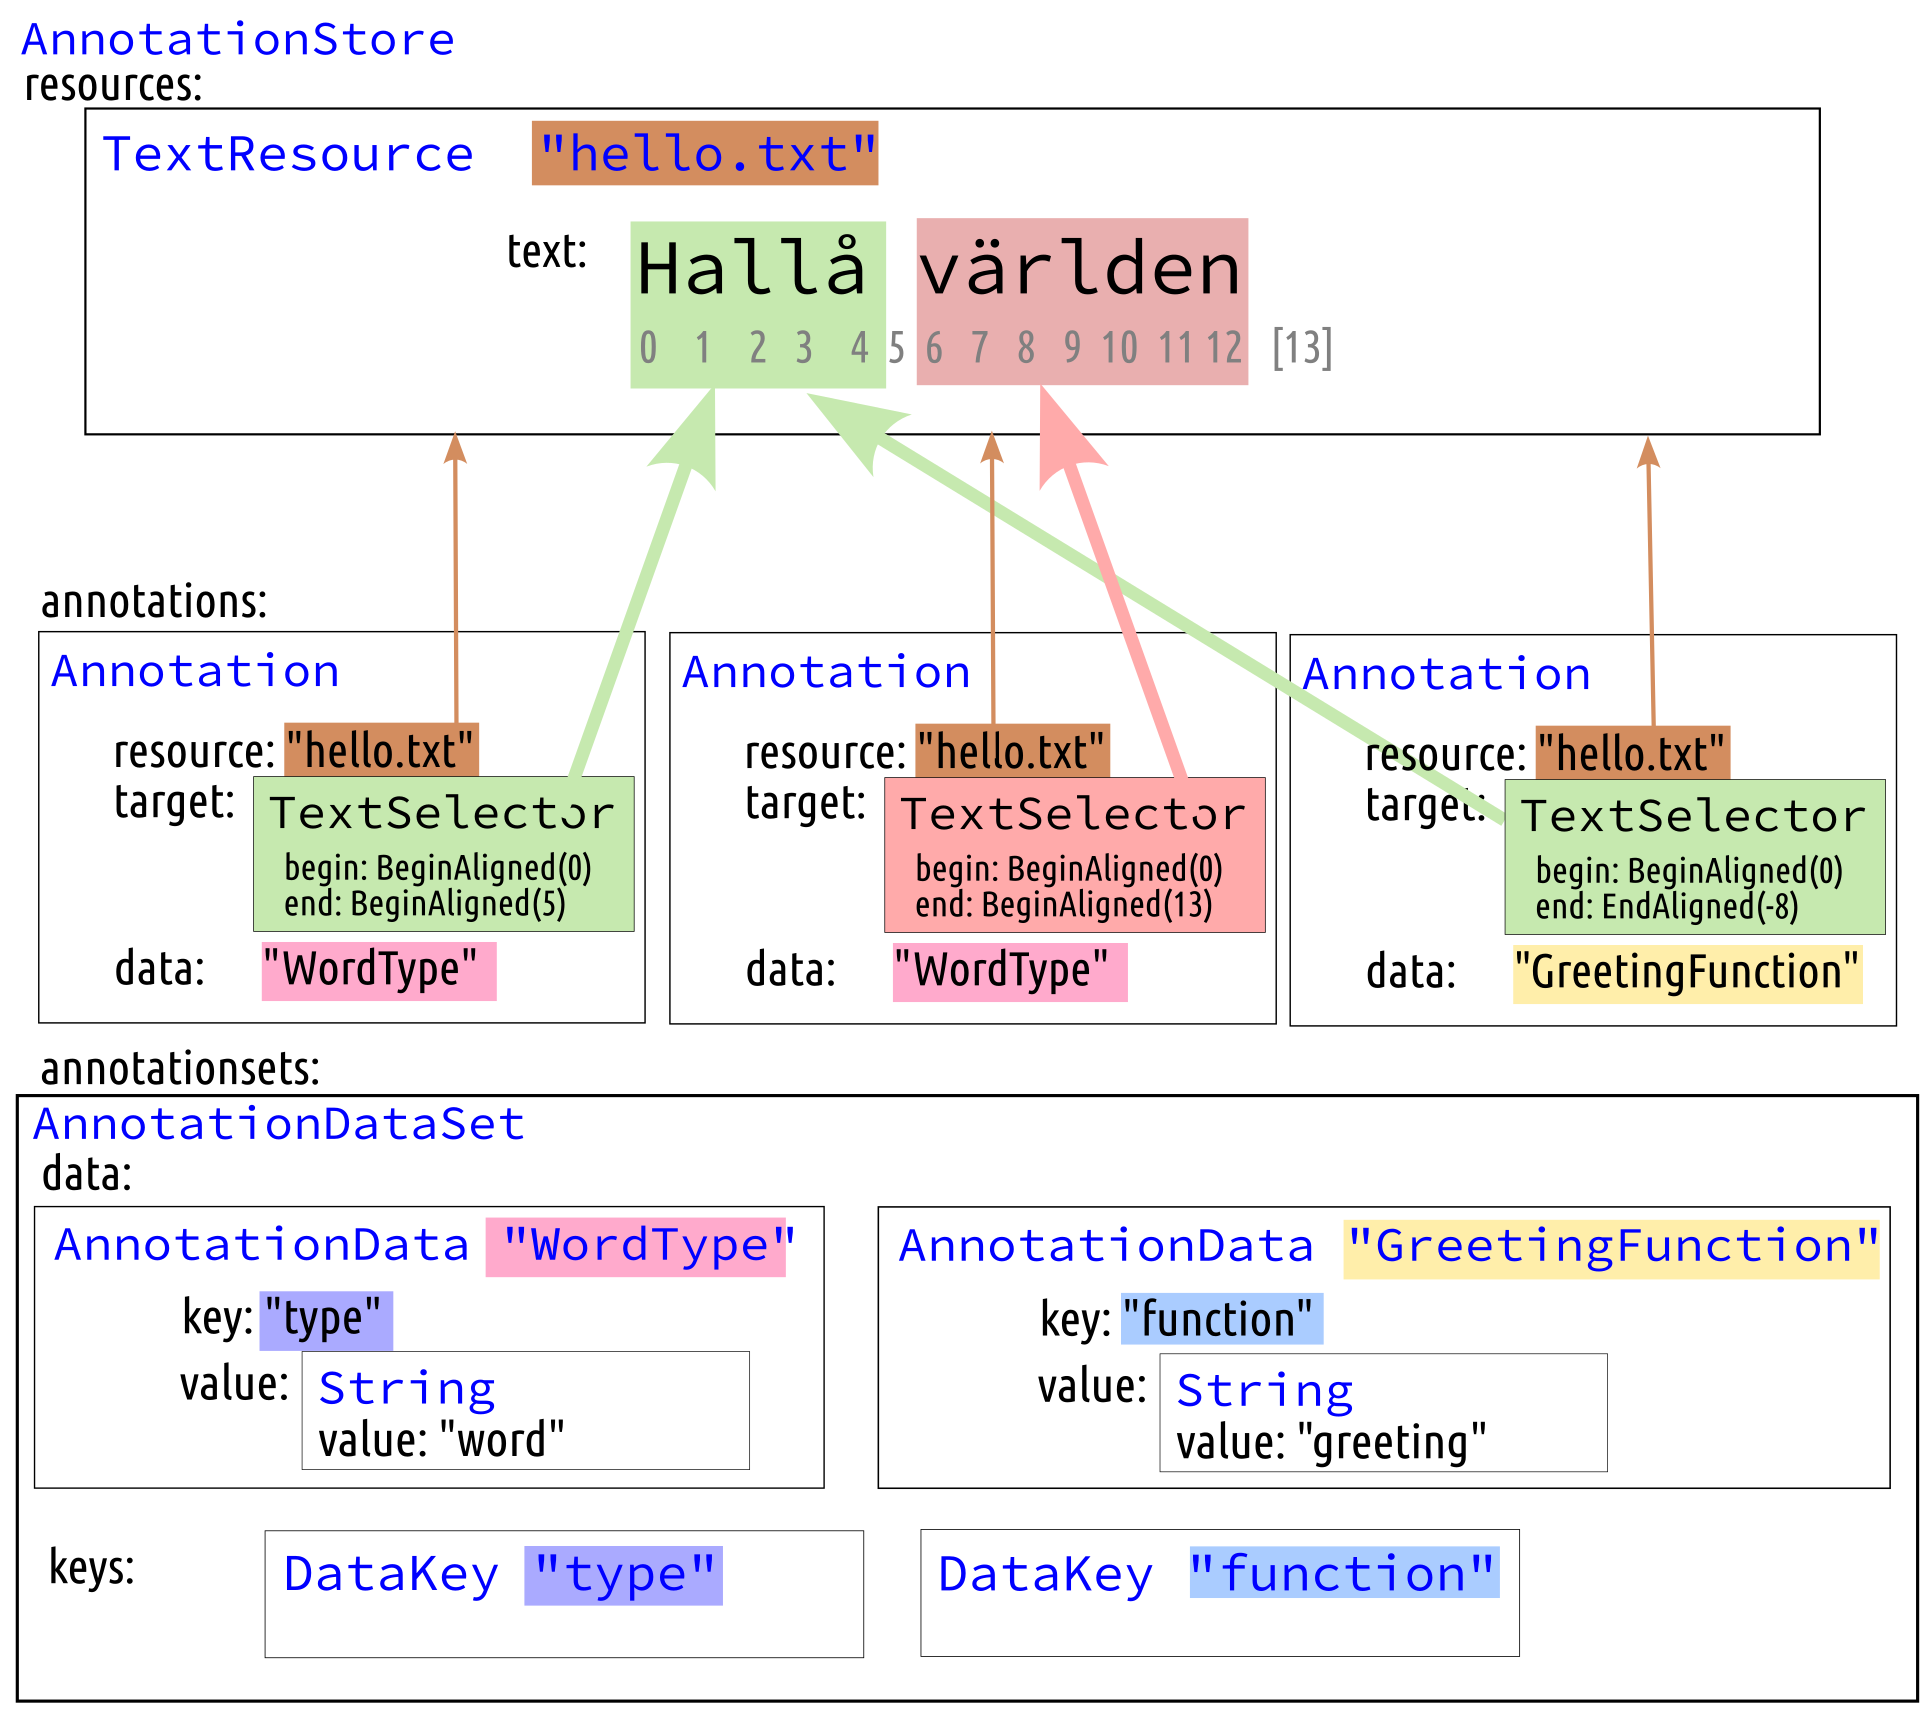 AnnotationStore
resources:
TextResource "hello.txt"
text: Hallå världen
0 1 2 3 4 5 6 7 8 9 10 11 12 [13]
annotations:
Annotation
resource: "hello.txt"
target: TextSelector
begin: BeginAligned(0)
end: BeginAligned(5)
data: "WordType"
Annotation
resource: "hello.txt"
target: TextSelector
begin: BeginAligned(0)
end: BeginAligned(13)
data: "WordType"
Annotation
resource: "hello.txt"
target: TextSelector
begin: BeginAligned(0)
end: EndAligned(-8)
data: "GreetingFunction"
annotationsets:
AnnotationDataSet
data:
AnnotationData "WordType"
key: "type"
value: String
value: "word"
AnnotationData "GreetingFunction"
key: "function"
value: String
value: "greeting"
keys: DataKey "type"
DataKey "function"